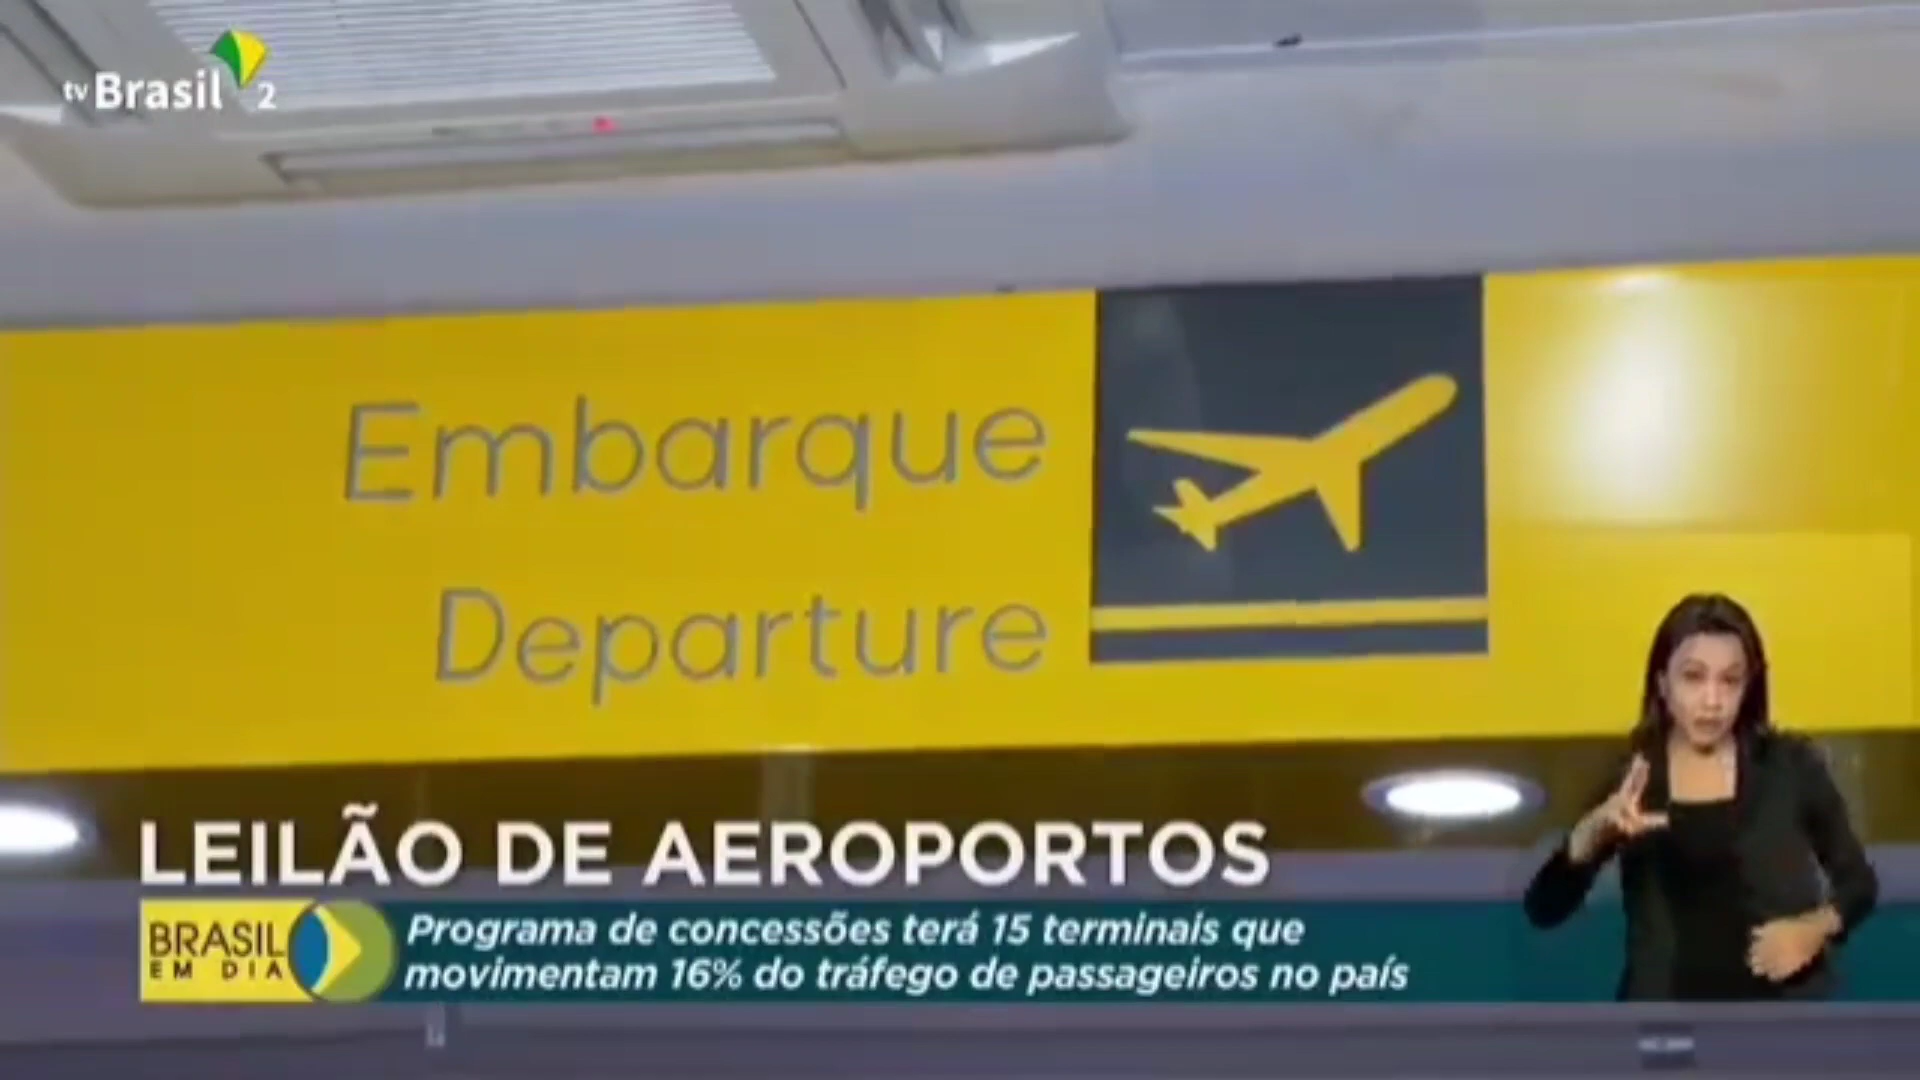 tv Brasil 2
Embarque
Departure
LEILÃO DE AEROPORTOS
BRASIL
EM DIA
Programa de concessões terá 15 terminais que
movimentam 16% do tráfego de passageiros no país